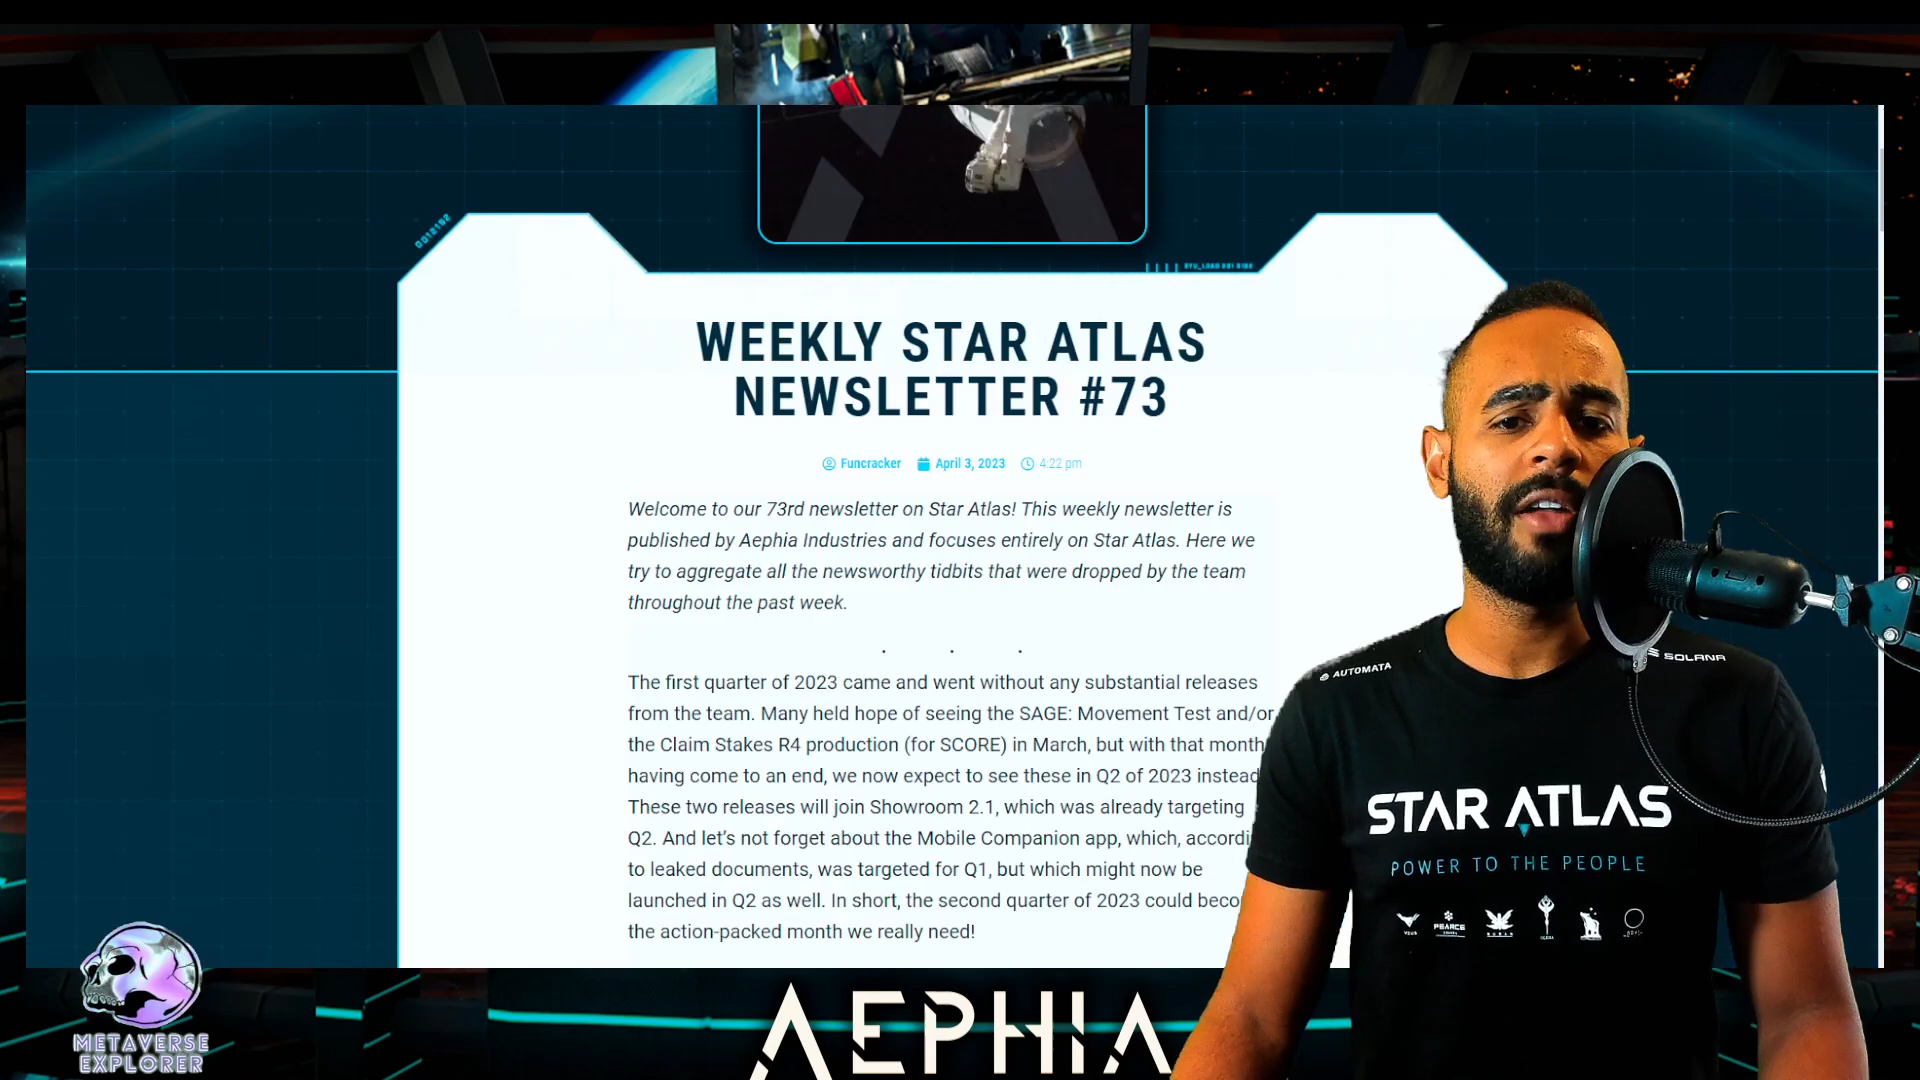 0012192
WEEKLY STAR ATLAS
NEWSLETTER #73
Funcracker April 3, 2023 4:22 pm
Welcome to our 73rd newsletter on Star Atlas! This weekly newsletter is
published by Aephia Industries and focuses entirely on Star Atlas. Here we
try to aggregate all the newsworthy tidbits that were dropped by the team
throughout the past week.
. . .
The first quarter of 2023 came and went without any substantial releases
from the team. Many held hope of seeing the SAGE: Movement Test and/or
the Claim Stakes R4 production (for SCORE) in March, but with that month
having come to an end, we now expect to see these in Q2 of 2023 instead
These two releases will join Showroom 2.1, which was already targeting
Q2. And let's not forget about the Mobile Companion app, which, accordi
to leaked documents, was targeted for Q1, but which might now be
launched in Q2 as well. In short, the second quarter of 2023 could beco
the action-packed month we really need!
AUTOMATA
SOLANA
STAR ATLAS
POWER TO THE PEOPLE
PEARCE
METAVERSE
EXPLORER
AEPHIA